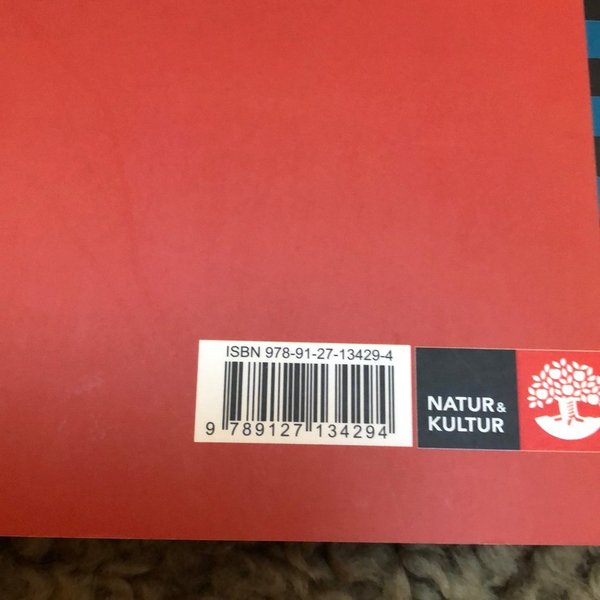 ISBN 978-91-27-13429-4
9 789127 134294
NATUR &
KULTUR